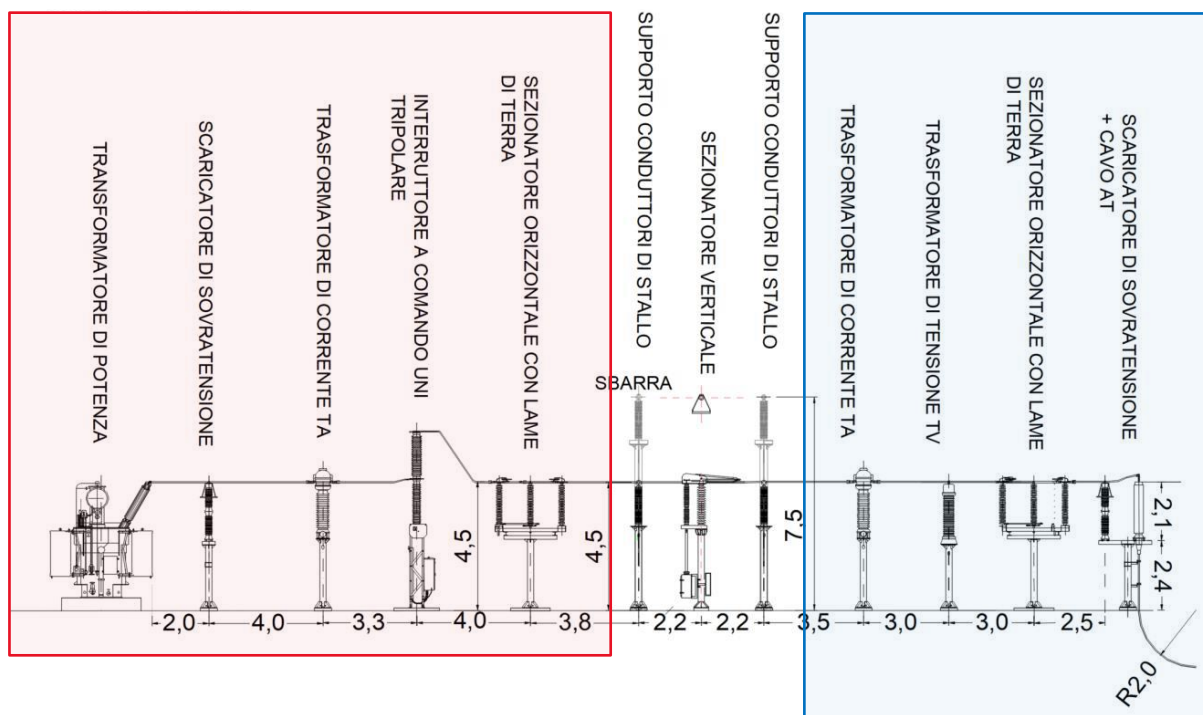 TRANSFORMATORE DI POTENZA
SCARICATORE DI SOVRATENSIONE
TRASFORMATORE DI CORRENTE TA
INTERRUTTORE A COMANDO UNI
TRIPOLARE
SEZIONATORE ORIZZONTALE CON LAME
DI TERRA
SUPPORTO CONDUTTORI DI STALLO
SEZIONATORE VERTICALE
SUPPORTO CONDUTTORI DI STALLO
TRASFORMATORE DI CORRENTE TA
TRASFORMATORE DI TENSIONE TV
SEZIONATORE ORIZZONTALE CON LAME
DI TERRA
SCARICATORE DI SOVRATENSIONE
+ CAVO AT
SBARRA
4,5
4,5
7,5
2,1
2,4
2,0
4,0
3,3
4,0
3,8
2,2
2,2
3,5
3,0
3,0
2,5
R2,0